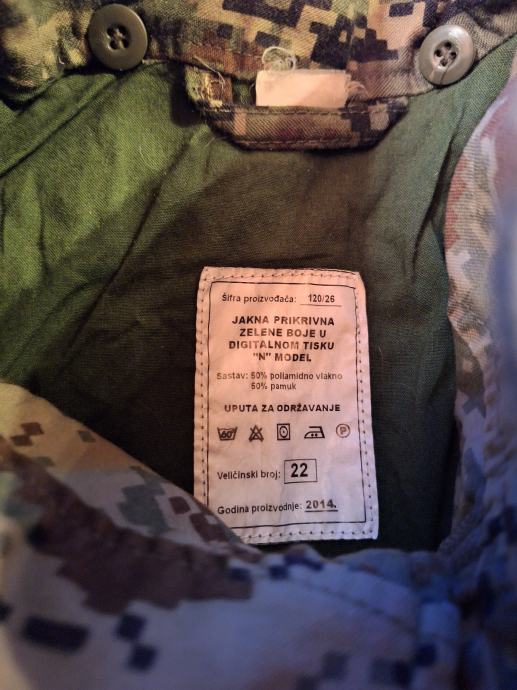 Šifra proizvođača: 120/26
JAKNA PRIKRIVNA
ZELENE BOJE U
DIGITALNOM TISKU
"N" MODEL
Sastav: 50% poliamidno vlakno
50% pamuk
UPUTA ZA ODRŽAVANJE
60° P
Veličinski broj: 22
Godina proizvodnje: 2014.